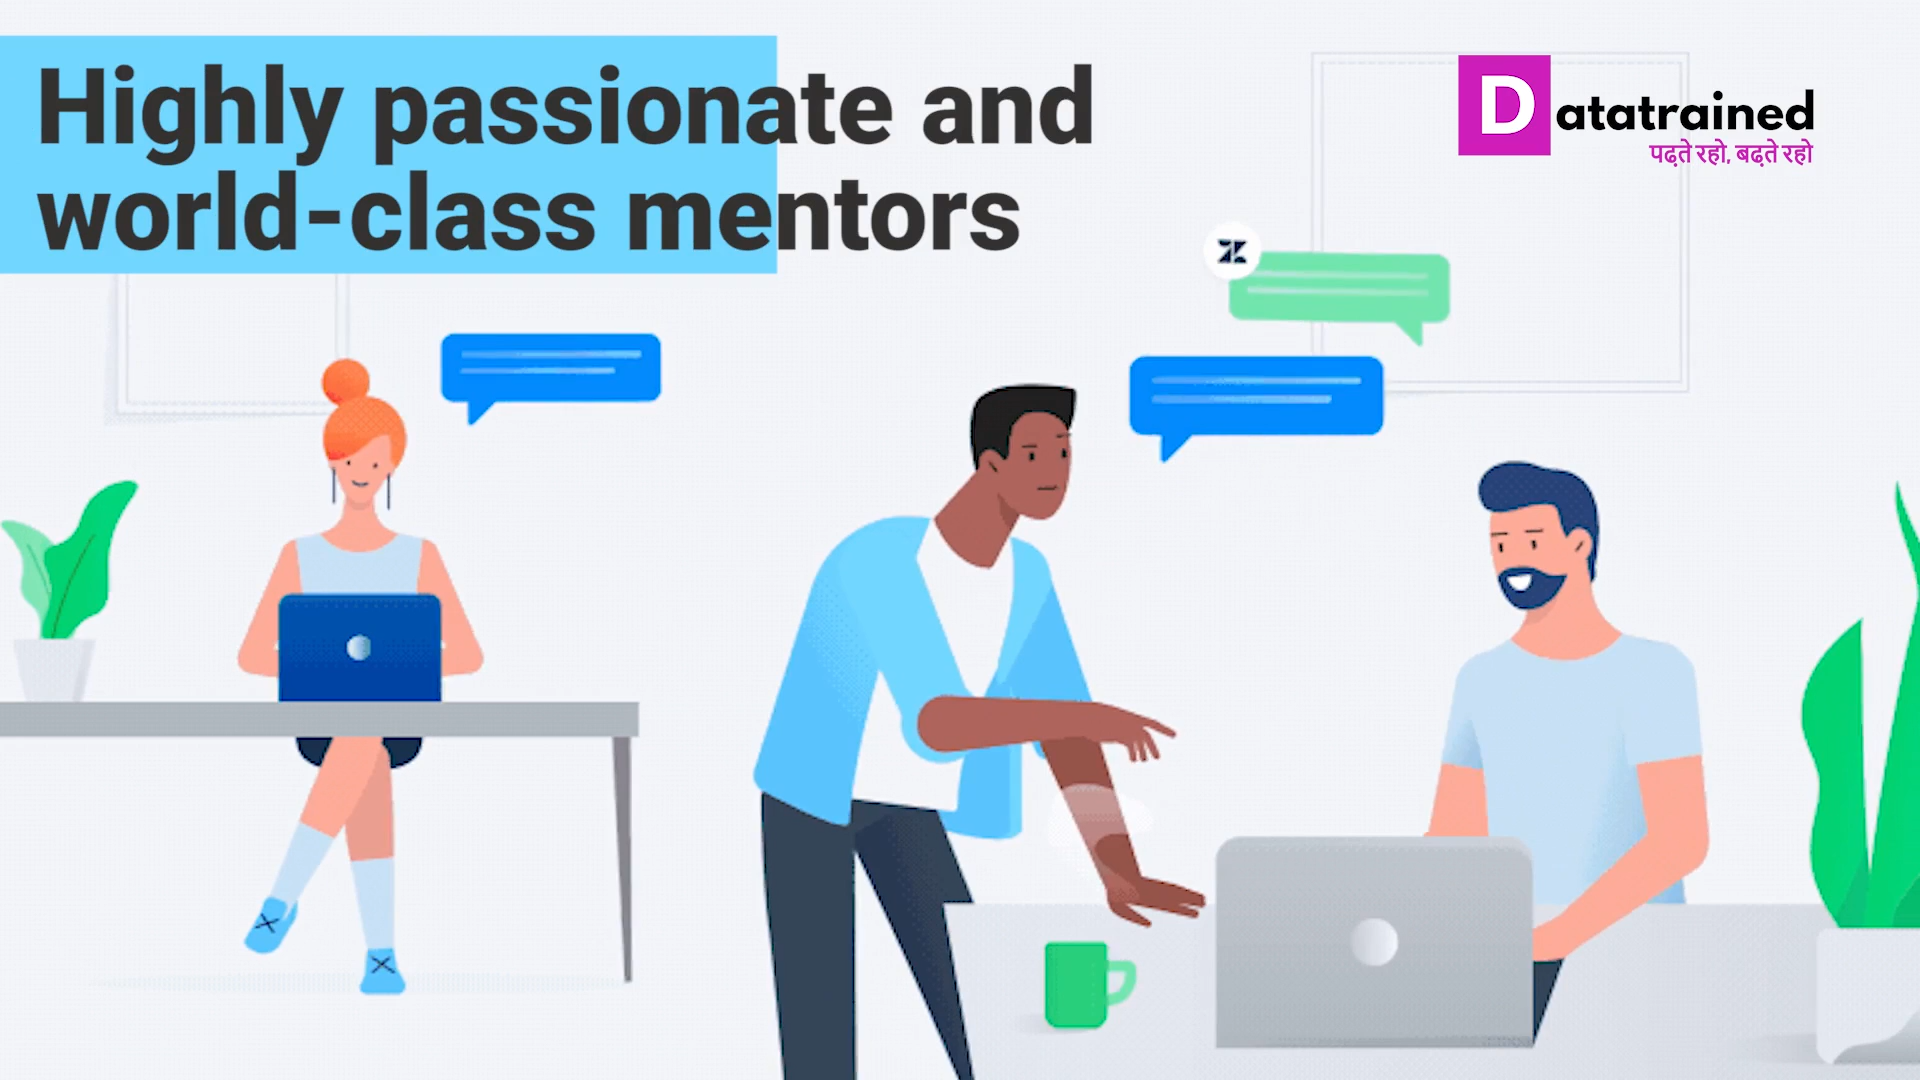 Highly passionate and
world-class mentors
Datatrained
पढ़ते रहो, बढ़ते रहो